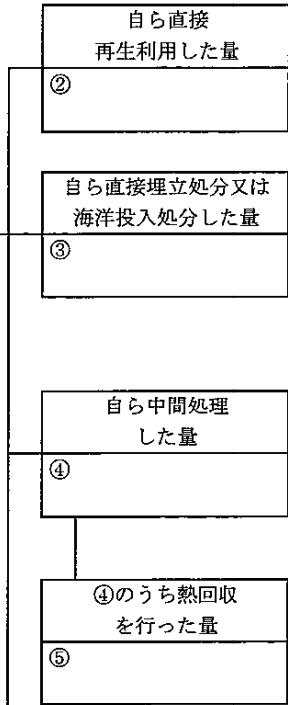 自ら直接
再生利用した量
②
自ら直接埋立処分又は
海洋投入処分した量
③
自ら中間処理
した量
④
④のうち熱回収
を行った量
⑤